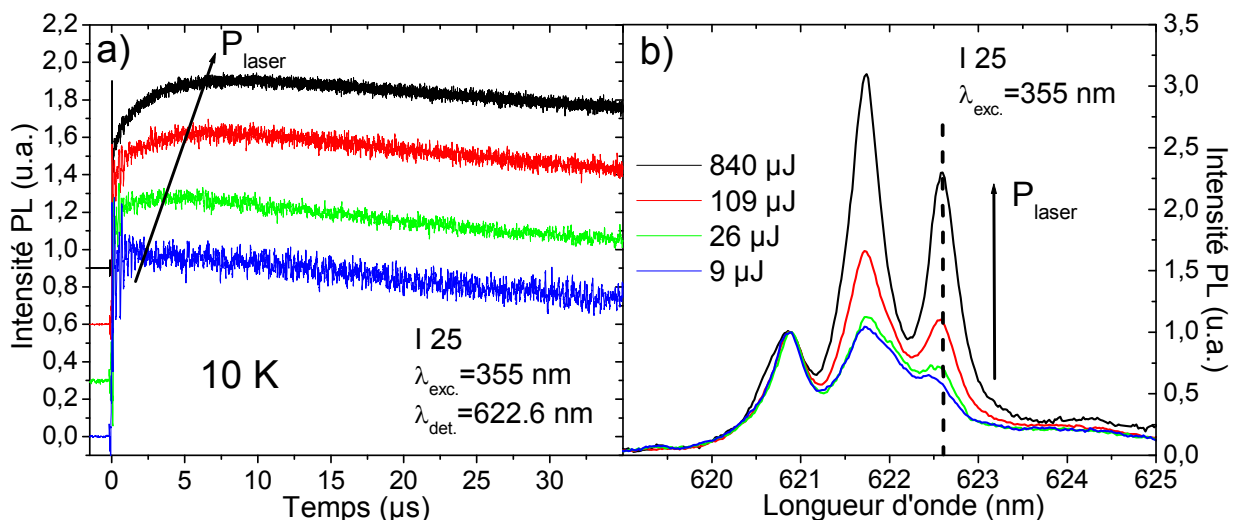 a)
P laser
2,2
2,0
1,8
1,6
1,4
1,2
1,0
0,8
0,6
0,4
0,2
0,0
Intensité PL (u.a.)
10 K
I 25
λexc.=355 nm
λdet.=622.6 nm
0 5 10 15 20 25 30
Temps (µs)
b)
I 25
λexc.=355 nm
840 µJ
109 µJ
26 µJ
9 µJ
P laser
3,5
3,0
2,5
2,0
1,5
1,0
0,5
0,0
Intensité PL (u.a.)
620 621 622 623 624 625
Longueur d'onde (nm)